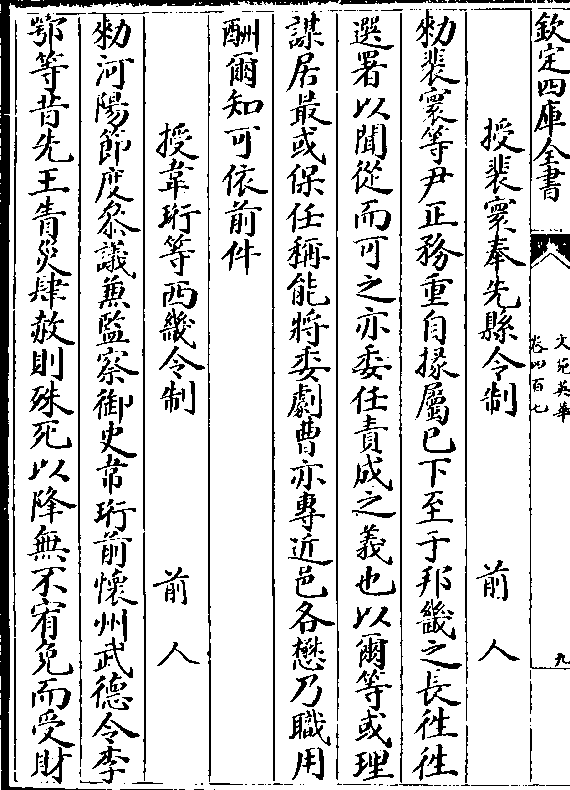 欽定四庫全書
文苑英華
卷四百七
九
授裴寰奉先縣令制 前人
勅裴寰等尹正務重自掾屬已下至于邦畿之長徃徃
選署以聞從而可之亦委任責成之義也以爾等或理
謀居最或保任稱能將委劇曹亦專近邑各懋乃職用
酬爾知可依前件
授韋珩等西畿令制 前人
勅河陽節度叅議兼監察御史韋珩前懷州武德令李
鄂等昔先王眚災肆赦則殊死以降無不宥免而受財